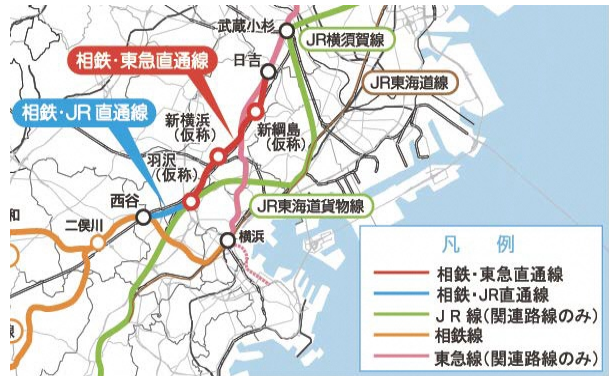 武蔵小杉
JR横須賀線
相鉄・東急直通線
日吉
JR東海道線
相鉄・JR直通線
新横浜
(仮称)
新綱島
(仮称)
羽沢
(仮称)
西谷
JR東海道貨物線
二俣川
横浜
和
線
凡 例
相鉄・東急直通線
相鉄・JR直通線
JR線(関連路線のみ)
相鉄線
東急線(関連路線のみ)